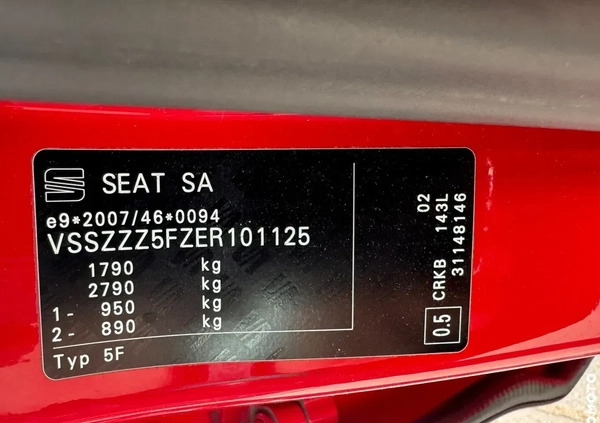 SEAT SA
e9*2007/46*0094
VSSZZZ5FZER101125
1790 kg
2790 kg
1- 950 kg
2- 890 kg
Typ 5F
02
CRKB 143L
0.5 31148146